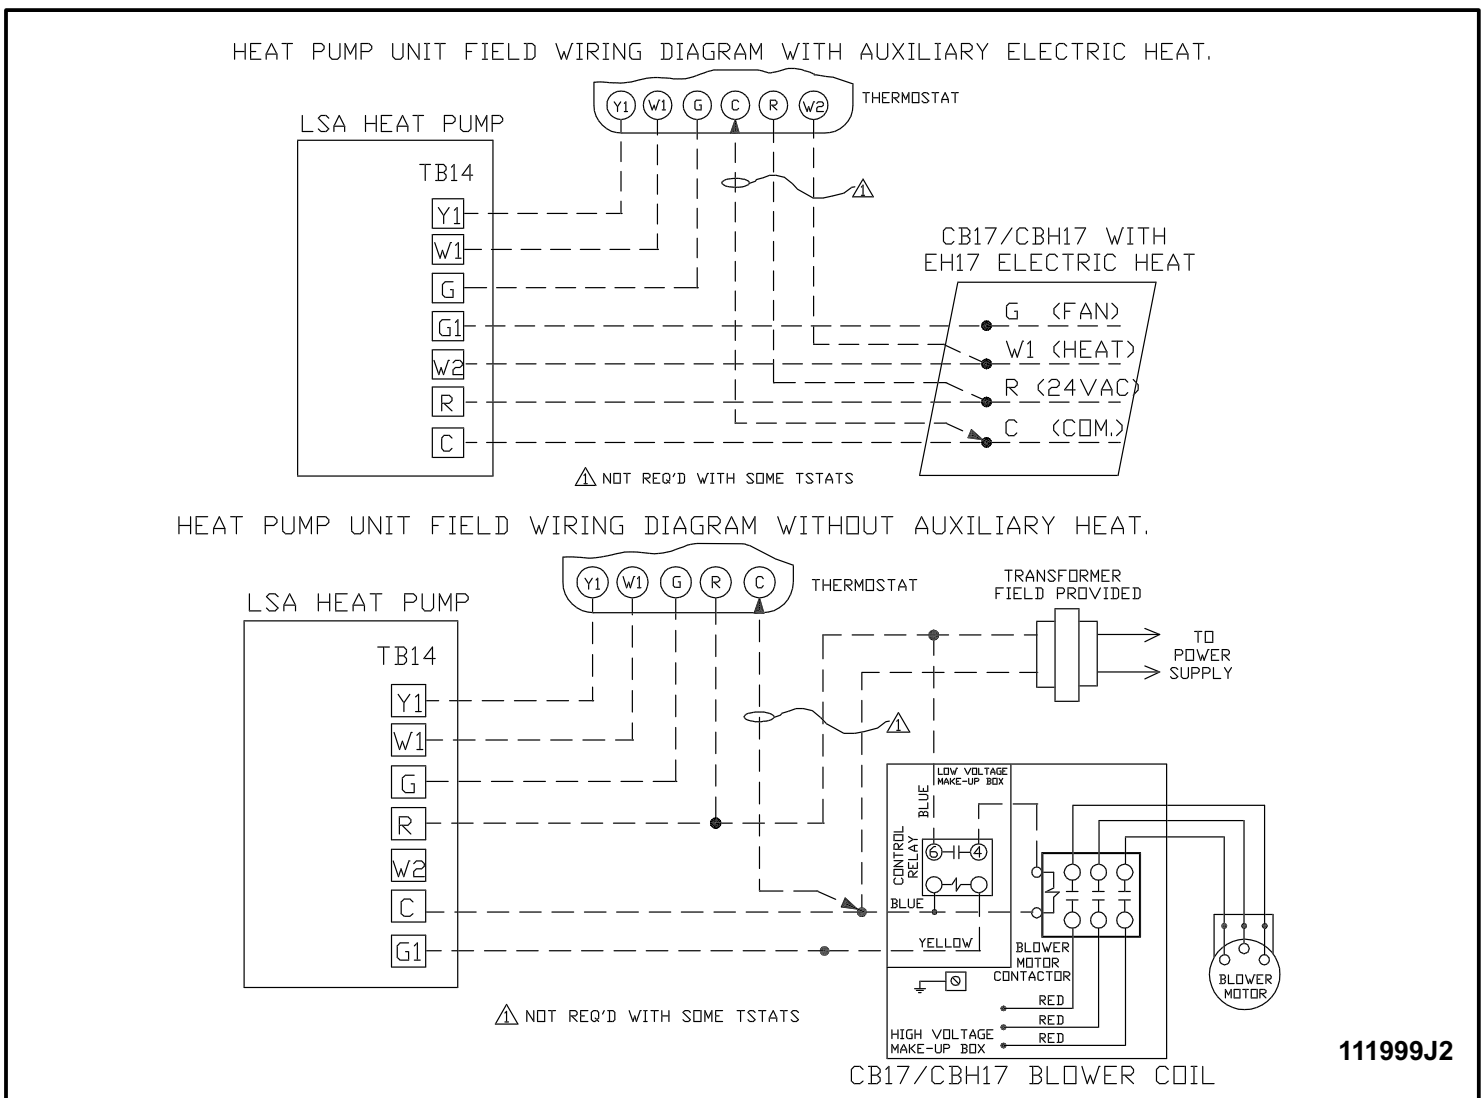 HEAT PUMP UNIT FIELD WIRING DIAGRAM WITH AUXILIARY ELECTRIC HEAT.
Y1 W1 G C R W2
THERMOSTAT
LSA HEAT PUMP
TB14
Y1
W1
G
G1
W2
R
C
1
CB17/CBH17 WITH
EH17 ELECTRIC HEAT
G (FAN)
W1 (HEAT)
R (24VAC)
C (COM.)
1 NOT REQ'D WITH SOME TSTATS
HEAT PUMP UNIT FIELD WIRING DIAGRAM WITHOUT AUXILIARY HEAT.
Y1 W1 G R C
THERMOSTAT
LSA HEAT PUMP
TB14
Y1
W1
G
R
W2
C
G1
1
TRANSFORMER
FIELD PROVIDED
TO
POWER
SUPPLY
LOW VOLTAGE
MAKE-UP BOX
BLUE
CONTROL
RELAY
6 4
BLUE
YELLOW
BLOWER
MOTOR
CONTACTOR
RED
RED
RED
HIGH VOLTAGE
MAKE-UP BOX
BLOWER
MOTOR
1 NOT REQ'D WITH SOME TSTATS
CB17/CBH17 BLOWER COIL
111999J2